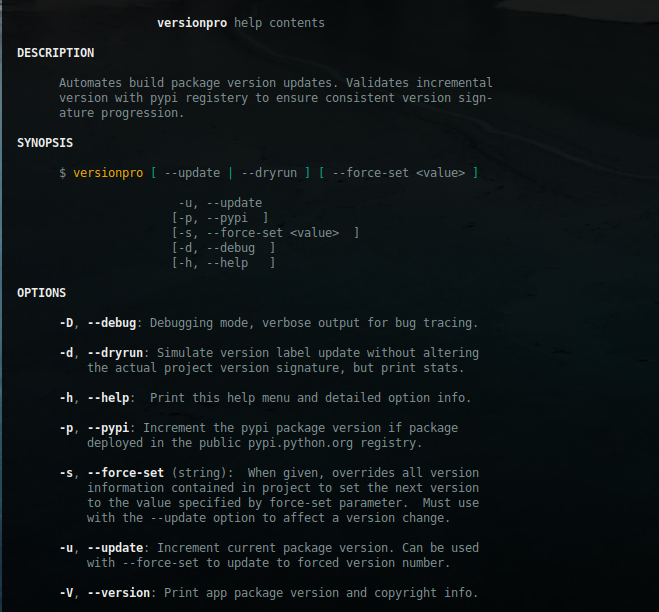 versionpro help contents
DESCRIPTION
Automates build package version updates. Validates incremental
version with pypi registery to ensure consistent version sign-
ature progression.
SYNOPSIS
$ versionpro [ --update | --dryrun ] [ --force-set <value> ]
-u, --update
[-p, --pypi  ]
[-s, --force-set <value>  ]
[-d, --debug  ]
[-h, --help   ]
OPTIONS
-D, --debug: Debugging mode, verbose output for bug tracing.
-d, --dryrun: Simulate version label update without altering
the actual project version signature, but print stats.
-h, --help:  Print this help menu and detailed option info.
-p, --pypi: Increment the pypi package version if package
deployed in the public pypi.python.org registry.
-s, --force-set (string):  When given, overrides all version
information contained in project to set the next version
to the value specified by force-set parameter.  Must use
with the --update option to affect a version change.
-u, --update: Increment current package version. Can be used
with --force-set to update to forced version number.
-V, --version: Print app package version and copyright info.